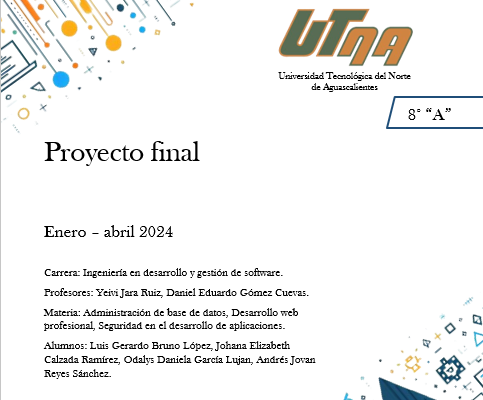 UTNA
Universidad Tecnológica del Norte
de Aguascalientes
8° “A”
Proyecto final
Enero – abril 2024
Carrera: Ingeniería en desarrollo y gestión de software.
Profesores: Yeivi Jara Ruiz, Daniel Eduardo Gómez Cuevas.
Materia: Administración de base de datos, Desarrollo web
profesional, Seguridad en el desarrollo de aplicaciones.
Alumnos: Luis Gerardo Bruno López, Johana Elizabeth
Calzada Ramírez, Odalys Daniela García Lujan, Andrés Jovan
Reyes Sánchez.